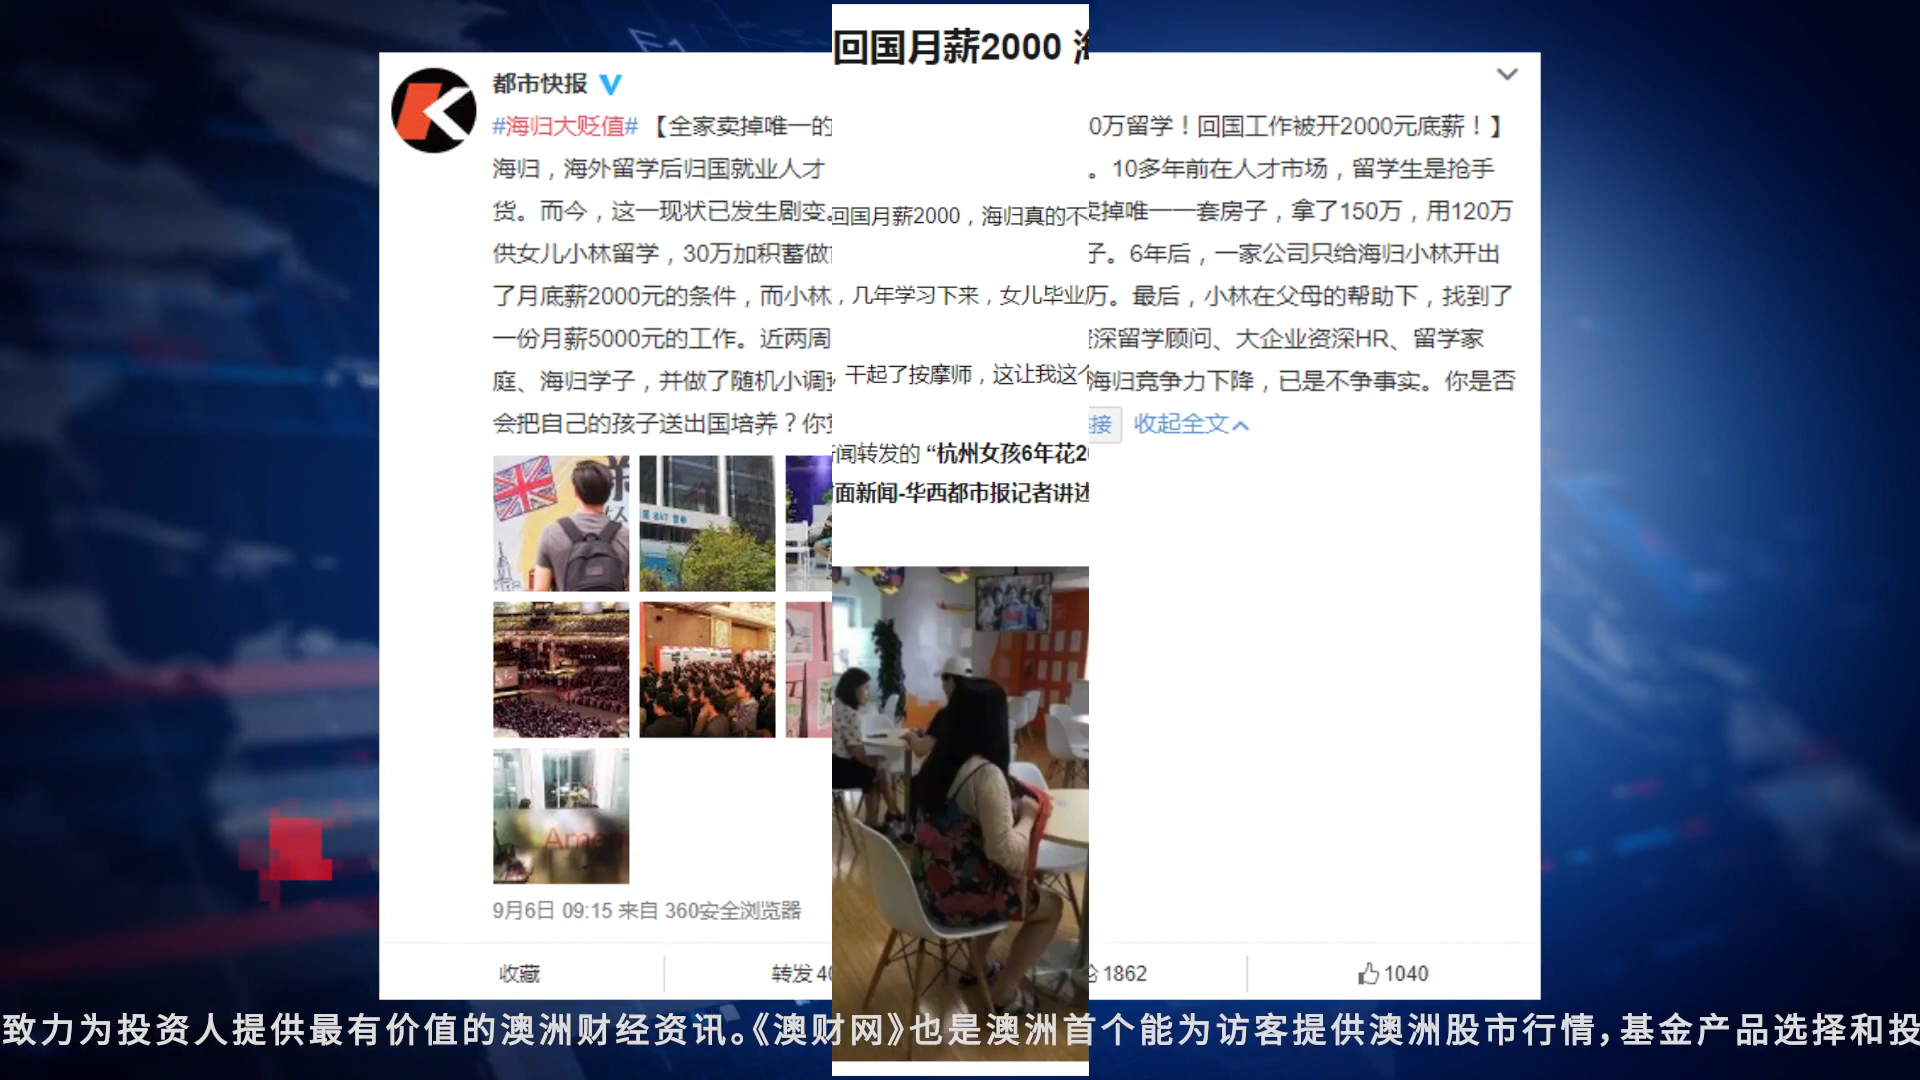 都市快报
#海归大贬值#【全家卖掉唯一的
0万留学！回国工作被开2000元底薪！】
海归，海外留学后归国就业人才
。10多年前在人才市场，留学生是抢手
货。而今，这一现状已发生剧变。
卖掉唯一一套房子，拿了150万，用120万
供女儿小林留学，30万加积蓄做
子。6年后，一家公司只给海归小林开出
了月底薪2000元的条件，而小林
历。最后，小林在父母的帮助下，找到了
一份月薪5000元的工作。近两周
资深留学顾问、大企业资深HR、留学家
庭、海归学子，并做了随机小调查
海归竞争力下降，已是不争事实。你是否
会把自己的孩子送出国培养？你
接 收起全文
9月6日 09:15 来自 360安全浏览器
收藏
转发 40
论 1862
1040
回国月薪2000 海
回国月薪2000，海归真的不
，几年学习下来，女儿毕业
干起了按摩师，这让我这个
闻转发的 “杭州女孩6年花20
面新闻-华西都市报记者讲述
致力为投资人提供最有价值的澳洲财经资讯。《澳财网》也是澳洲首个能为访客提供澳洲股市行情，基金产品选择和投